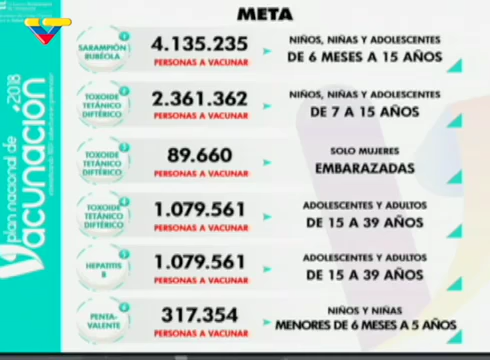 META
SARAMPIÓN
RUBÉOLA
4.135.235
PERSONAS A VACUNAR
NIÑOS, NIÑAS Y ADOLESCENTES
DE 6 MESES A 15 AÑOS
TOXOIDE
TETÁNICO
DIFTÉRICO
2.361.362
PERSONAS A VACUNAR
NIÑOS, NIÑAS Y ADOLESCENTES
DE 7 A 15 AÑOS
TOXOIDE
TETÁNICO
DIFTÉRICO
89.660
PERSONAS A VACUNAR
SOLO MUJERES
EMBARAZADAS
TOXOIDE
TETÁNICO
DIFTÉRICO
1.079.561
PERSONAS A VACUNAR
ADOLESCENTES Y ADULTOS
DE 15 A 39 AÑOS
HEPATITIS
B
1.079.561
PERSONAS A VACUNAR
ADOLESCENTES Y ADULTOS
DE 15 A 39 AÑOS
PENTA-
VALENTE
317.354
PERSONAS A VACUNAR
NIÑOS Y NIÑAS
MENORES DE 6 MESES A 5 AÑOS
plan nacional de 2018
Vacunación